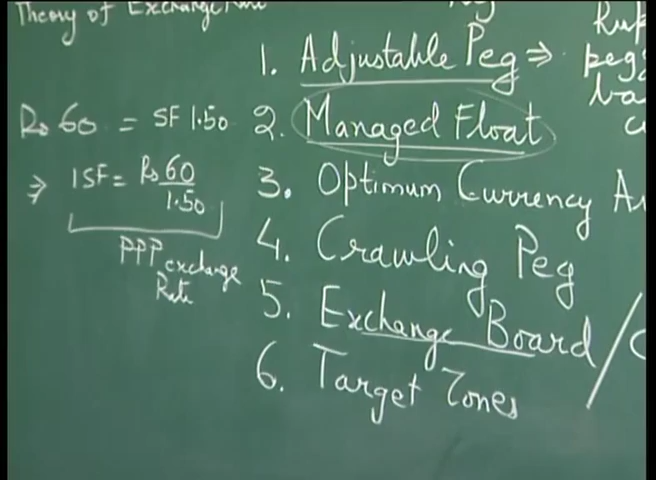 Theory of Exchange Rate
1. Adjustable Peg ⇒
2. Managed Float
3. Optimum Currency
4. Crawling Peg
5. Exchange Board /
6. Target Zones
Rs 60 = SF 1.50
⇒ 1SF = Rs 60
1.50
PPP exchange
Rate